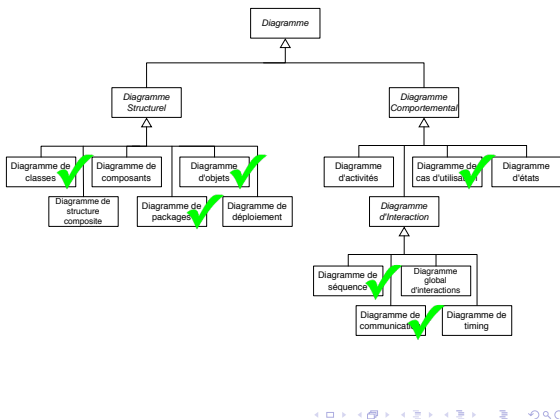 Diagramme
Diagramme
Structurel
Diagramme
Comportemental
Diagramme de
classes
Diagramme de
composants
Diagramme
d'objets
Diagramme
d'activités
Diagramme de
cas d'utilisation
Diagramme
d'états
Diagramme de
structure
composite
Diagramme de
packages
Diagramme de
déploiement
Diagramme
d'Interaction
Diagramme de
séquence
Diagramme
global
d'interactions
Diagramme de
communication
Diagramme de
timing